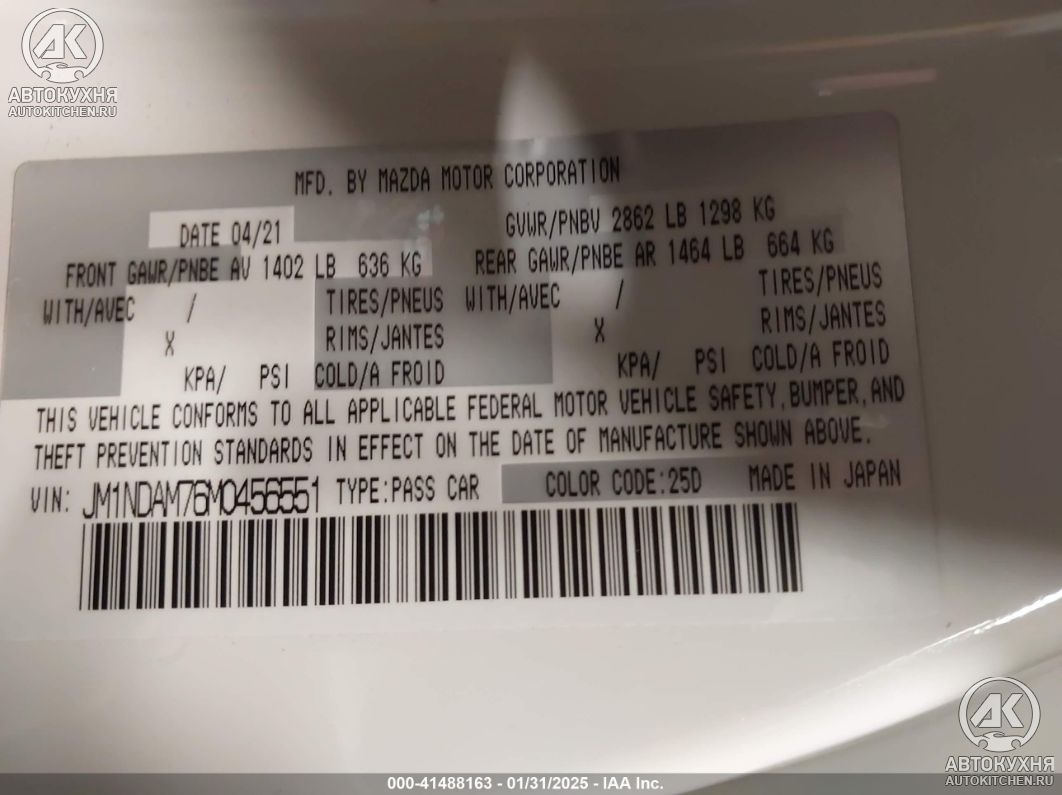 AK
АВТОКУХНЯ
AUTOKITCHEN.RU
MFD. BY MAZDA MOTOR CORPORATION
DATE 04/21 GVWR/PNBV 2862 LB 1298 KG
FRONT GAWR/PNBE AV 1402 LB 636 KG REAR GAWR/PNBE AR 1464 LB 664 KG
WITH/AVEC / TIRES/PNEUS WITH/AVEC / TIRES/PNEUS
X RIMS/JANTES X RIMS/JANTES
KPA/ PSI COLD/A FROID KPA/ PSI COLD/A FROID
THIS VEHICLE CONFORMS TO ALL APPLICABLE FEDERAL MOTOR VEHICLE SAFETY, BUMPER, AND
THEFT PREVENTION STANDARDS IN EFFECT ON THE DATE OF MANUFACTURE SHOWN ABOVE.
VIN: JM1NDAM76M0456551 TYPE:PASS CAR COLOR CODE:25D MADE IN JAPAN
AK
АВТОКУХНЯ
AUTOKITCHEN.RU
000-41488163 - 01/31/2025 - IAA Inc.